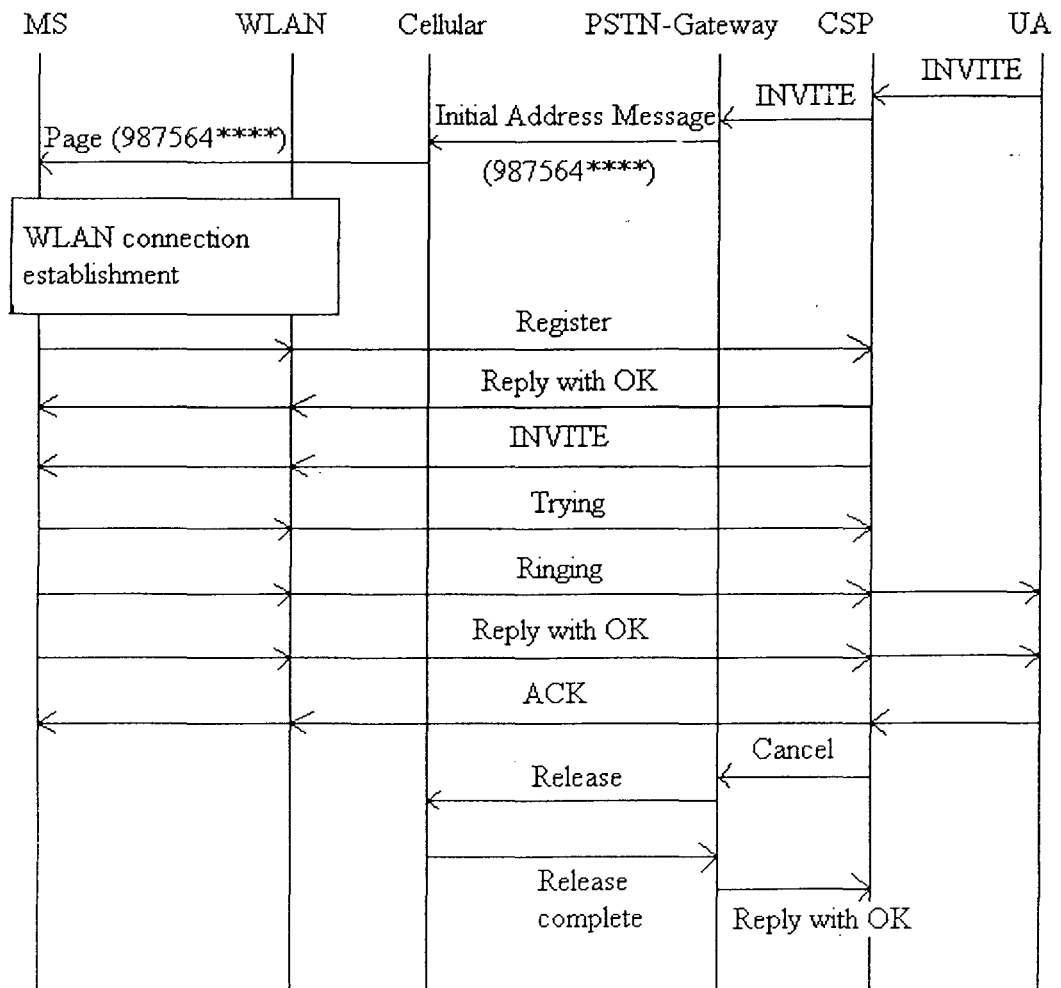 MS WLAN Cellular PSTN-Gateway CSP UA
INVITE
INVITE
Initial Address Message
Page (987564****)
(987564****)
WLAN connection
establishment
Register
Reply with OK
INVITE
Trying
Ringing
Reply with OK
ACK
Cancel
Release
Release
complete
Reply with OK